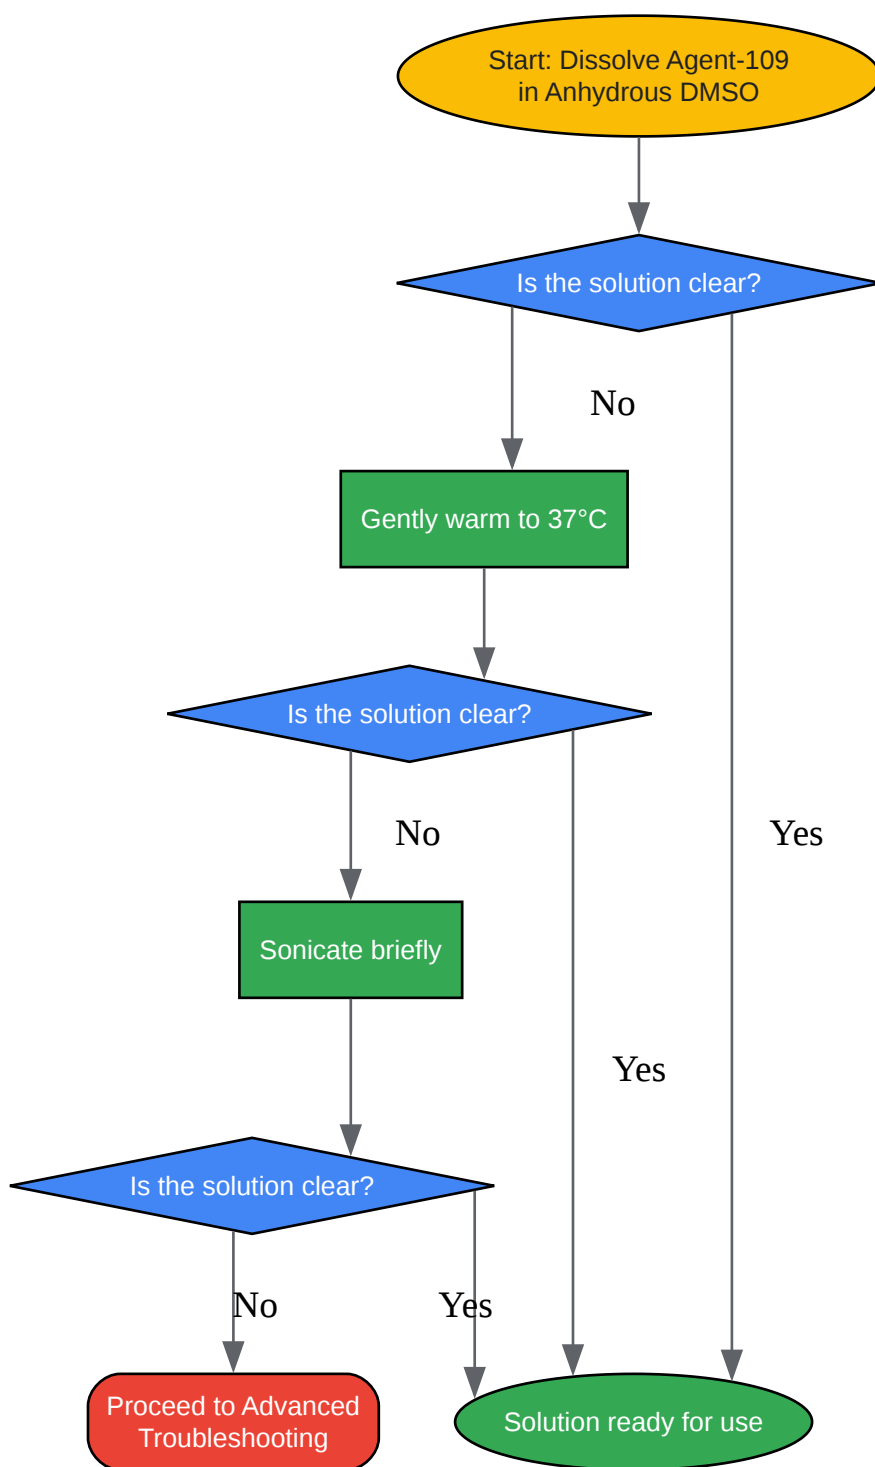 Start: Dissolve Agent-109
in Anhydrous DMSO
Is the solution clear?
No
Gently warm to 37°C
Is the solution clear?
No
Yes
Sonicate briefly
Yes
Is the solution clear?
No
Yes
Proceed to Advanced
Troubleshooting
Solution ready for use